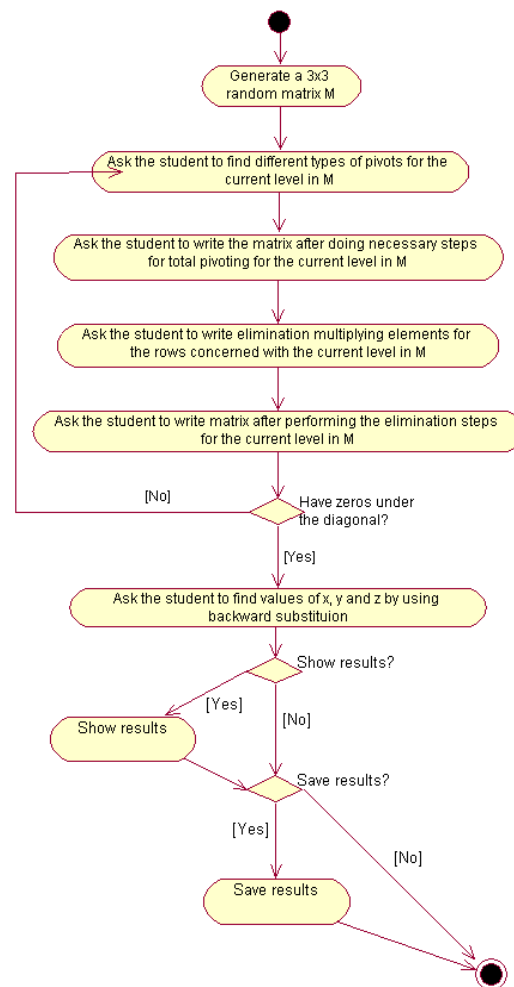 Generate a 3x3
random matrix M
Ask the student to find different types of pivots for the
current level in M
Ask the student to write the matrix after doing necessary steps
for total pivoting for the current level in M
Ask the student to write elimination multiplying elements for
the rows concerned with the current level in M
Ask the student to write matrix after performing the elimination steps
for the current level in M
[No]
Have zeros under
the diagonal?
[Yes]
Ask the student to find values of x, y and z by using
backward substituion
Show results?
[Yes]
[No]
Show results
Save results?
[Yes]
[No]
Save results